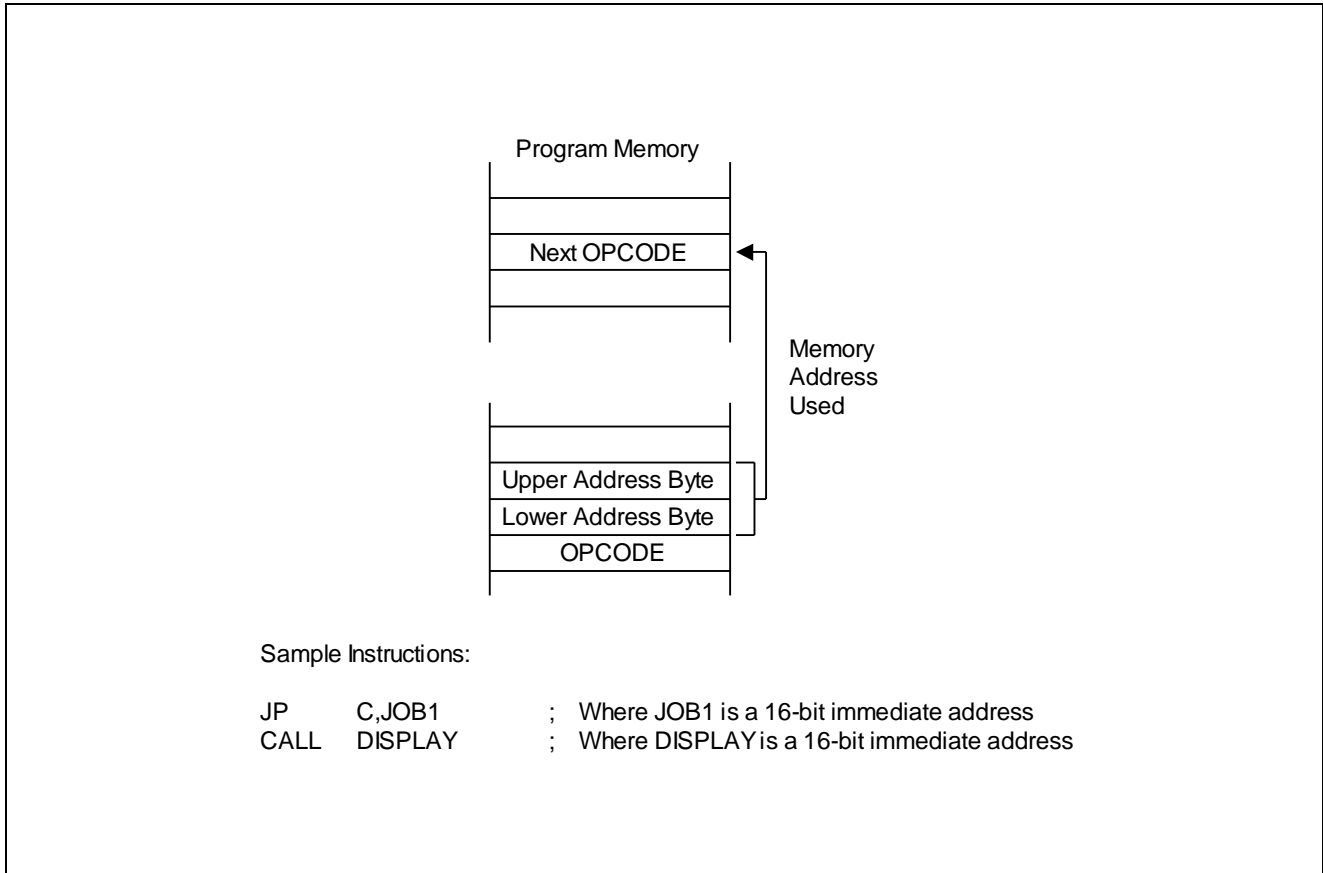 Program Memory
Next OPCODE
Memory
Address
Used
Upper Address Byte
Lower Address Byte
OPCODE
Sample Instructions:
JP C,JOB1 ; Where JOB1 is a 16-bit immediate address
CALL DISPLAY ; Where DISPLAY is a 16-bit immediate address